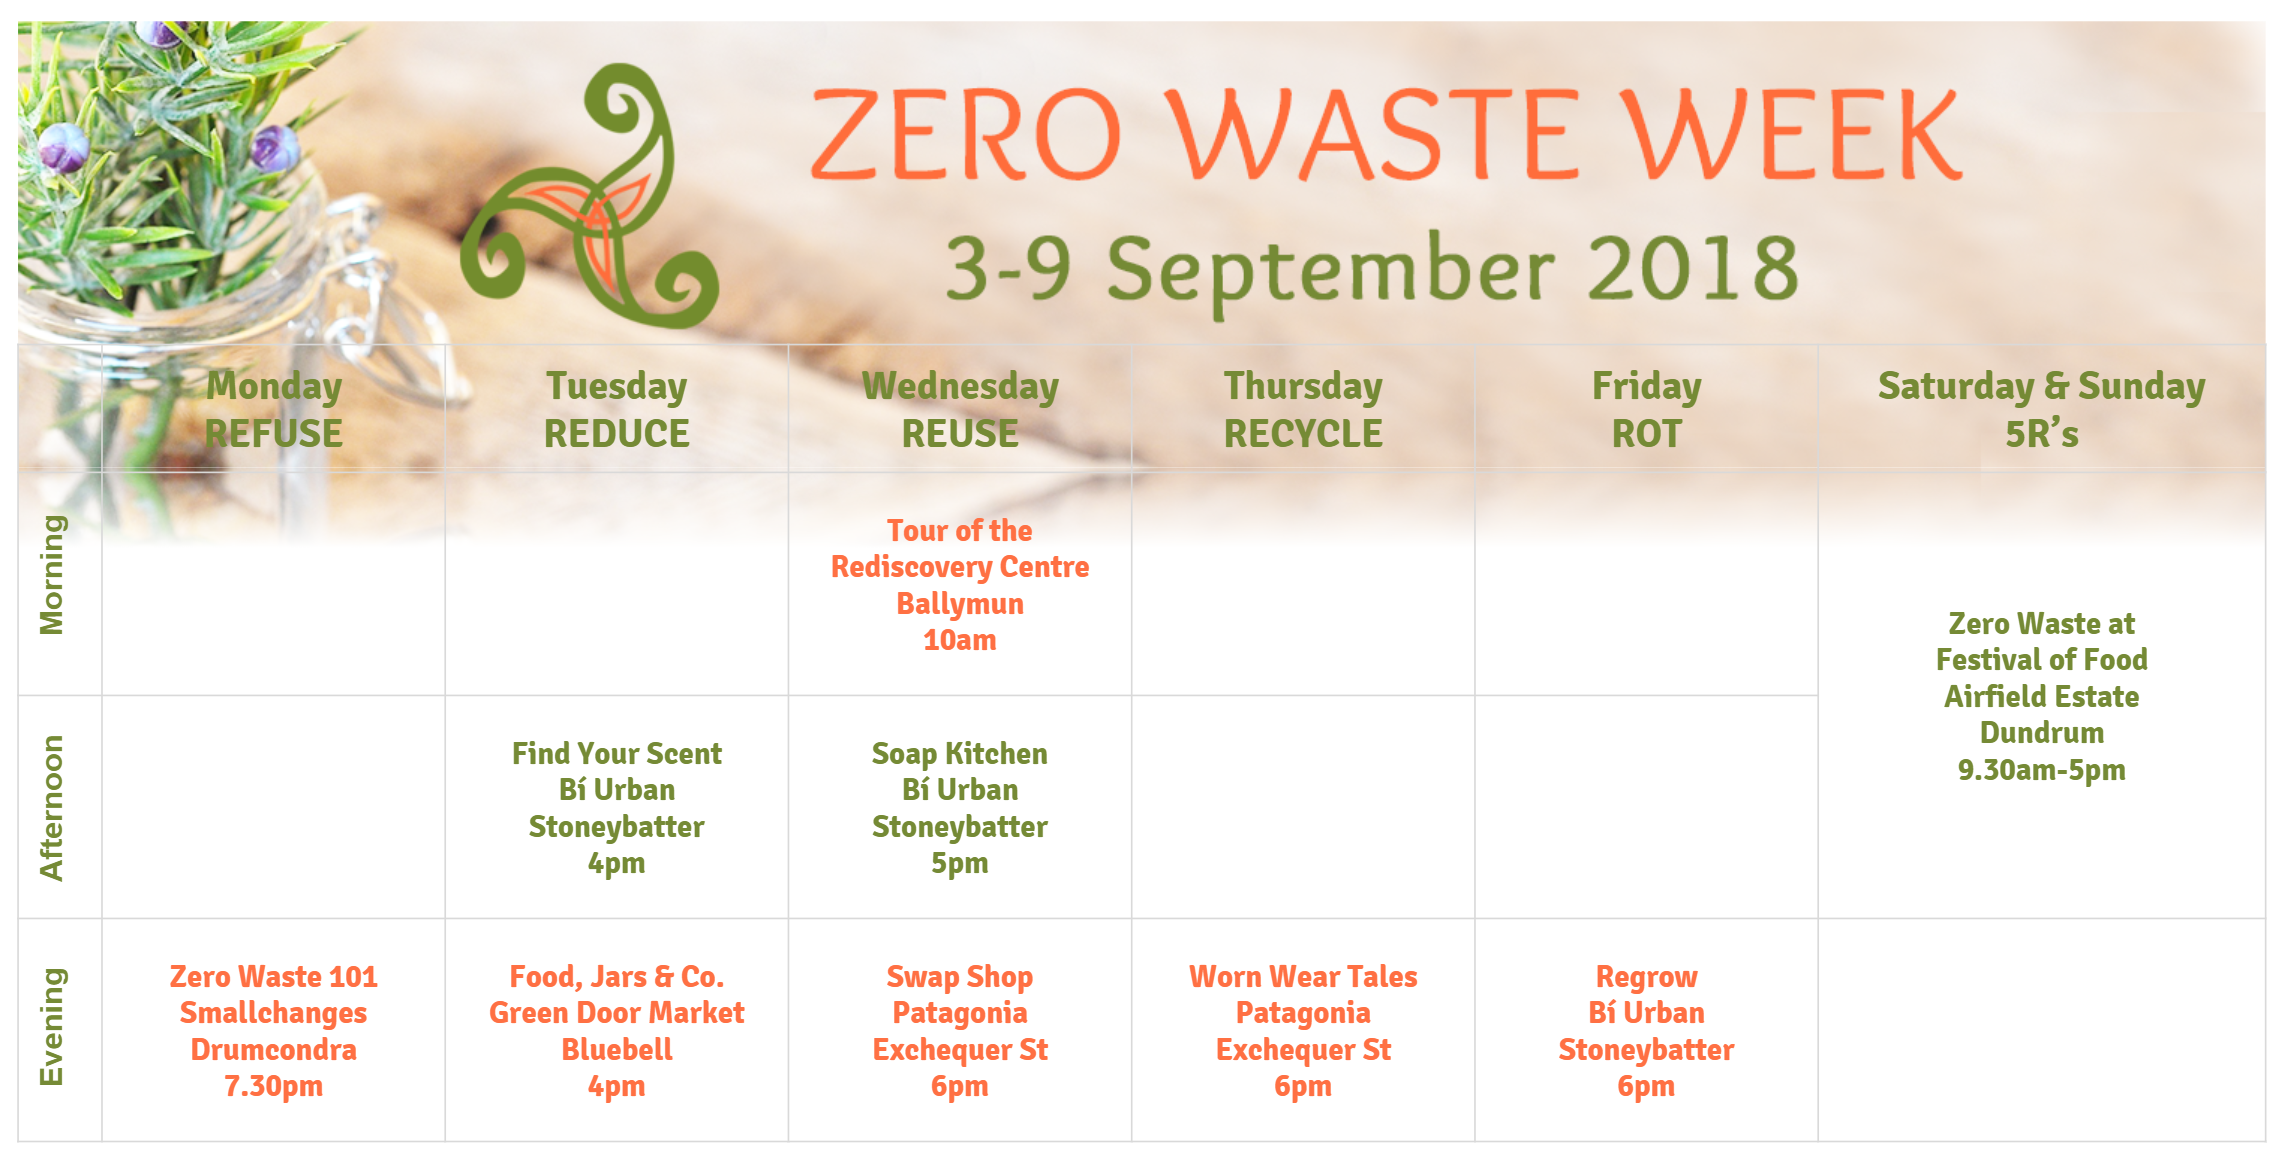 ZERO WASTE WEEK
3-9 September 2018
Monday
REFUSE
Tuesday
REDUCE
Wednesday
REUSE
Thursday
RECYCLE
Friday
ROT
Saturday & Sunday
5R’s
Morning
Tour of the
Rediscovery Centre
Ballymun
10am
Zero Waste at
Festival of Food
Airfield Estate
Dundrum
9.30am-5pm
Afternoon
Find Your Scent
Bí Urban
Stoneybatter
4pm
Soap Kitchen
Bí Urban
Stoneybatter
5pm
Evening
Zero Waste 101
Smallchanges
Drumcondra
7.30pm
Food, Jars & Co.
Green Door Market
Bluebell
4pm
Swap Shop
Patagonia
Exchequer St
6pm
Worn Wear Tales
Patagonia
Exchequer St
6pm
Regrow
Bí Urban
Stoneybatter
6pm